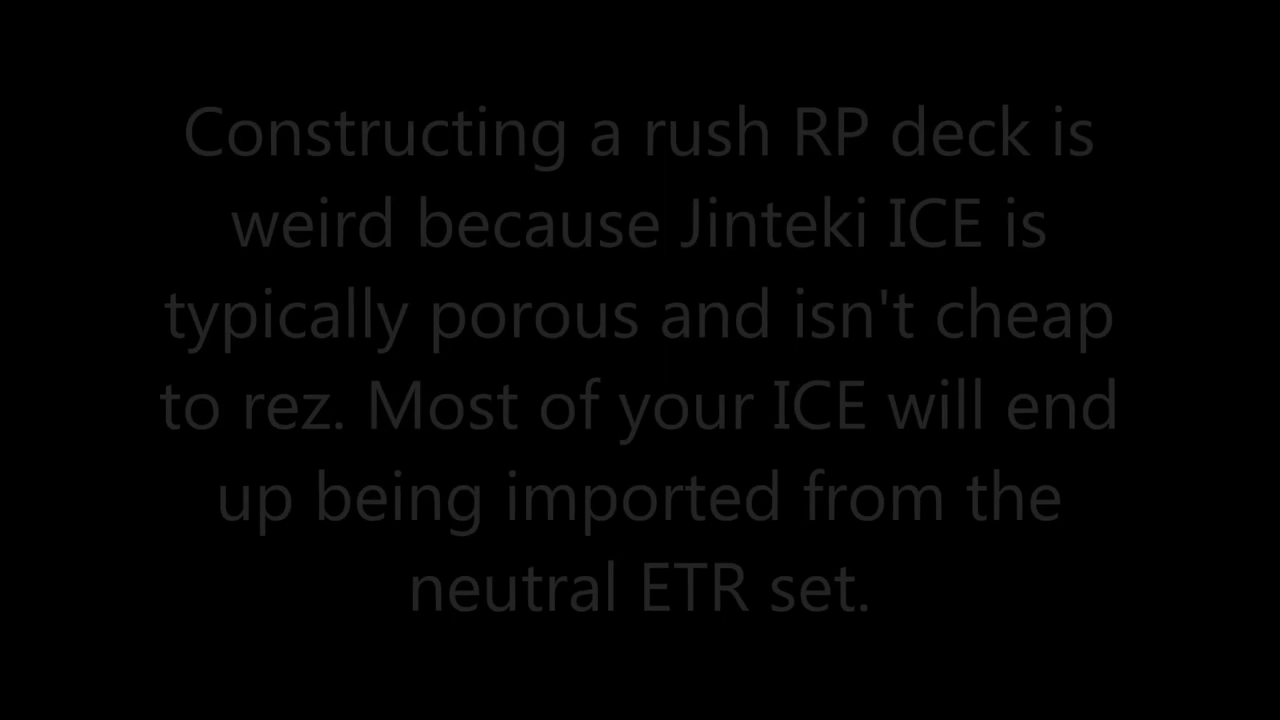 Constructing a rush RP deck is
weird because Jinteki ICE is
typically porous and isn't cheap
to rez. Most of your ICE will end
up being imported from the
neutral ETR set.